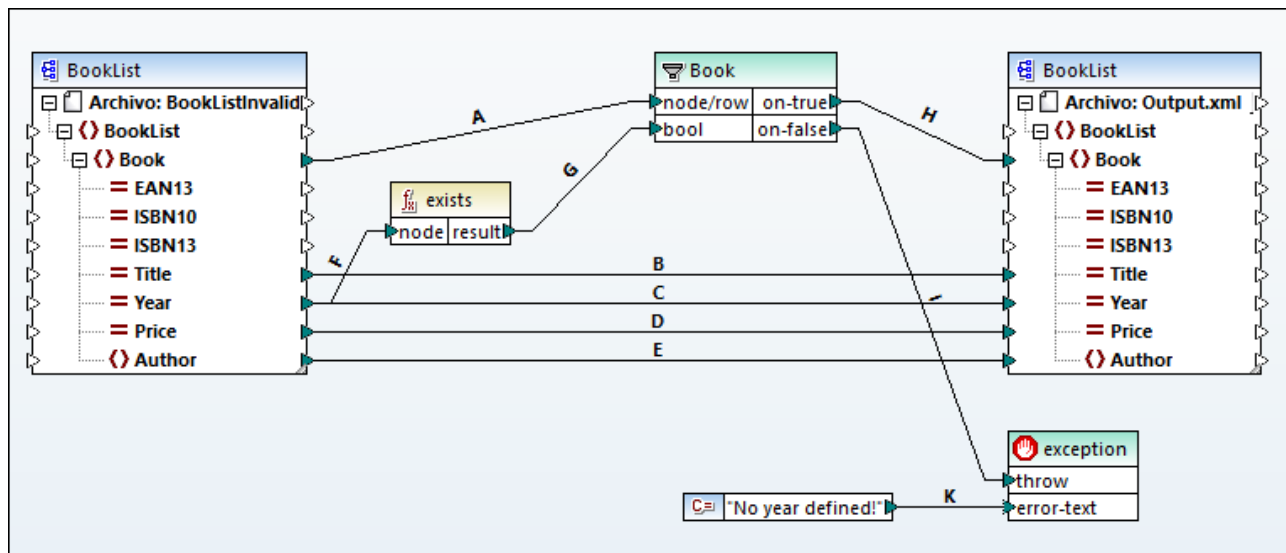 BookList
Archivo: BookListInvalid
BookList
Book
EAN13
ISBN10
ISBN13
Title
Year
Price
Author
A
Book
node/row on-true
bool on-false
G
exists
node result
F
B
C
D
E
H
I
BookList
Archivo: Output.xml
BookList
Book
EAN13
ISBN10
ISBN13
Title
Year
Price
Author
exception
throw
error-text
C= "No year defined!"
K